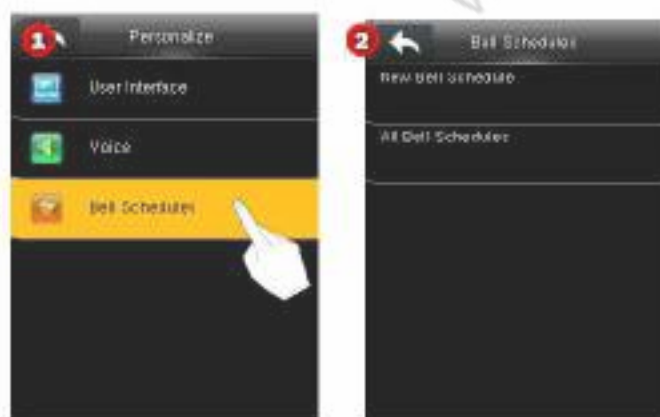 1
Personalize
User Interface
Voice
Bell Schedules
2
Bell Schedules
New Bell Schedule
All Bell Schedules